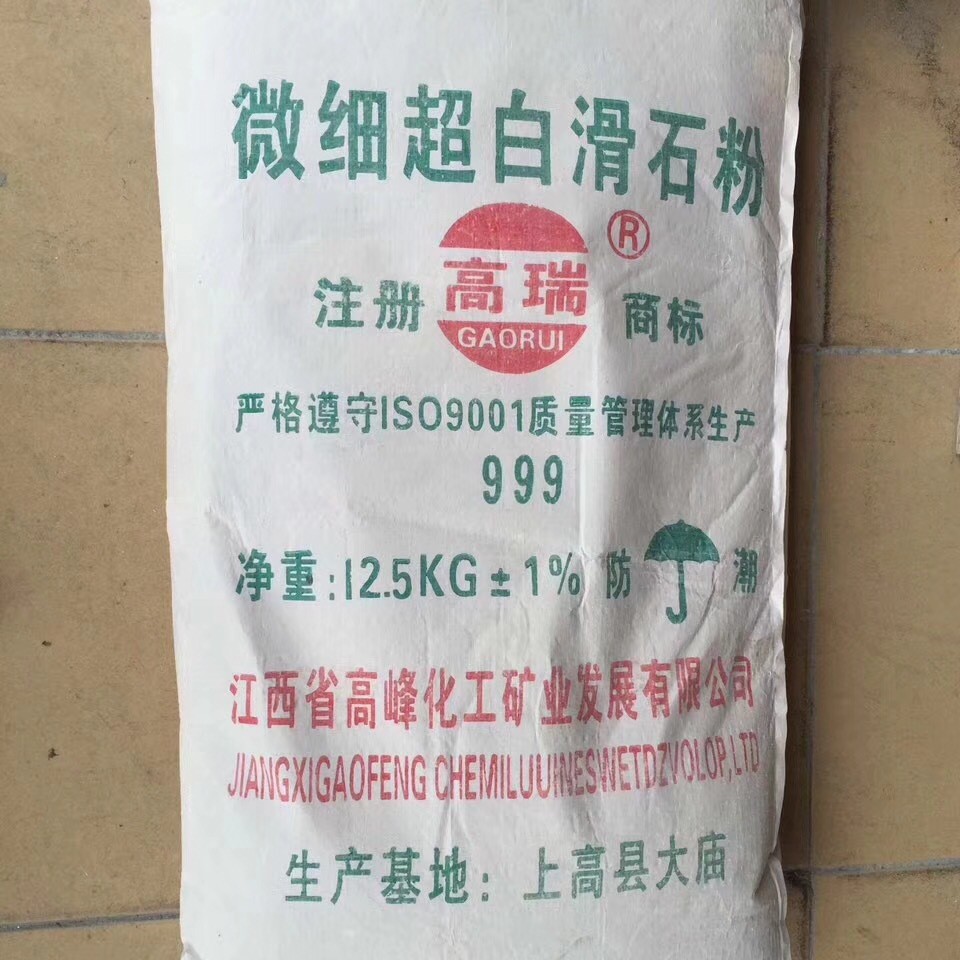 微细超白滑石粉
®
注册 高瑞 商标
GAORUI
严格遵守ISO9001质量管理体系生产
999
净重:12.5KG±1% 防潮
江西省高峰化工矿业发展有限公司
JIANGXIGAOFENG CHEMILUUINESWETDZVOLOP,LTD
生产基地:上高县大庙